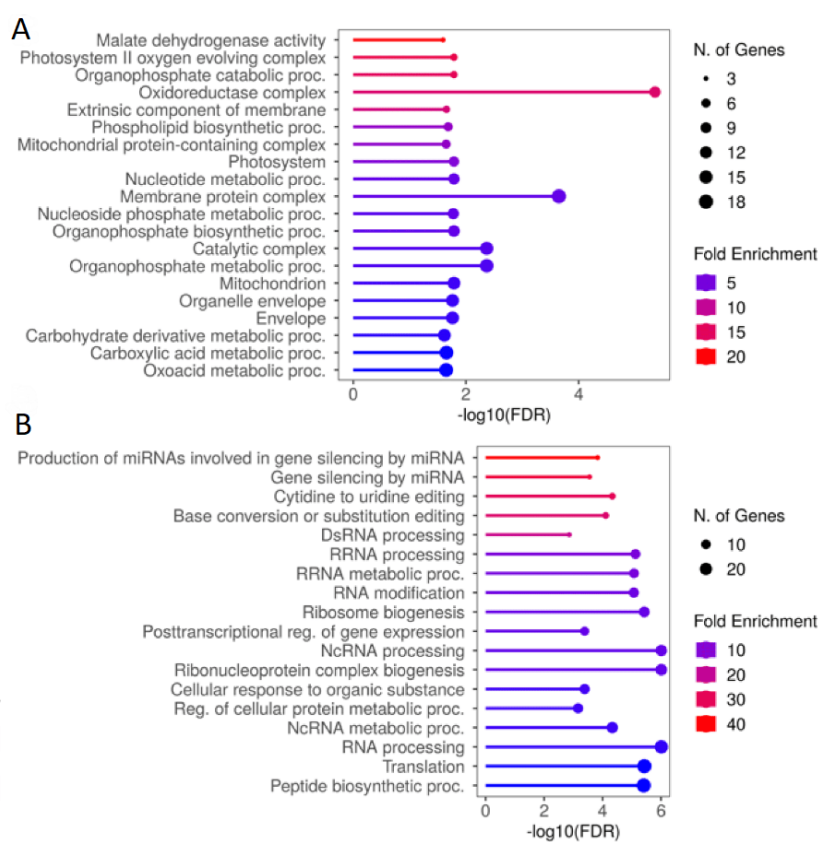 A
Malate dehydrogenase activity
Photosystem II oxygen evolving complex
Organophosphate catabolic proc.
Oxidoreductase complex
Extrinsic component of membrane
Phospholipid biosynthetic proc.
Mitochondrial protein-containing complex
Photosystem
Nucleotide metabolic proc.
Membrane protein complex
Nucleoside phosphate metabolic proc.
Organophosphate biosynthetic proc.
Catalytic complex
Organophosphate metabolic proc.
Mitochondrion
Organelle envelope
Envelope
Carbohydrate derivative metabolic proc.
Carboxylic acid metabolic proc.
Oxoacid metabolic proc.
0 2 4
-log10(FDR)
N. of Genes
3
6
9
12
15
18
Fold Enrichment
5
10
15
20
B
Production of miRNAs involved in gene silencing by miRNA
Gene silencing by miRNA
Cytidine to uridine editing
Base conversion or substitution editing
DsRNA processing
RRNA processing
RRNA metabolic proc.
RNA modification
Ribosome biogenesis
Posttranscriptional reg. of gene expression
NcRNA processing
Ribonucleoprotein complex biogenesis
Cellular response to organic substance
Reg. of cellular protein metabolic proc.
NcRNA metabolic proc.
RNA processing
Translation
Peptide biosynthetic proc.
0 2 4 6
-log10(FDR)
N. of Genes
10
20
Fold Enrichment
10
20
30
40